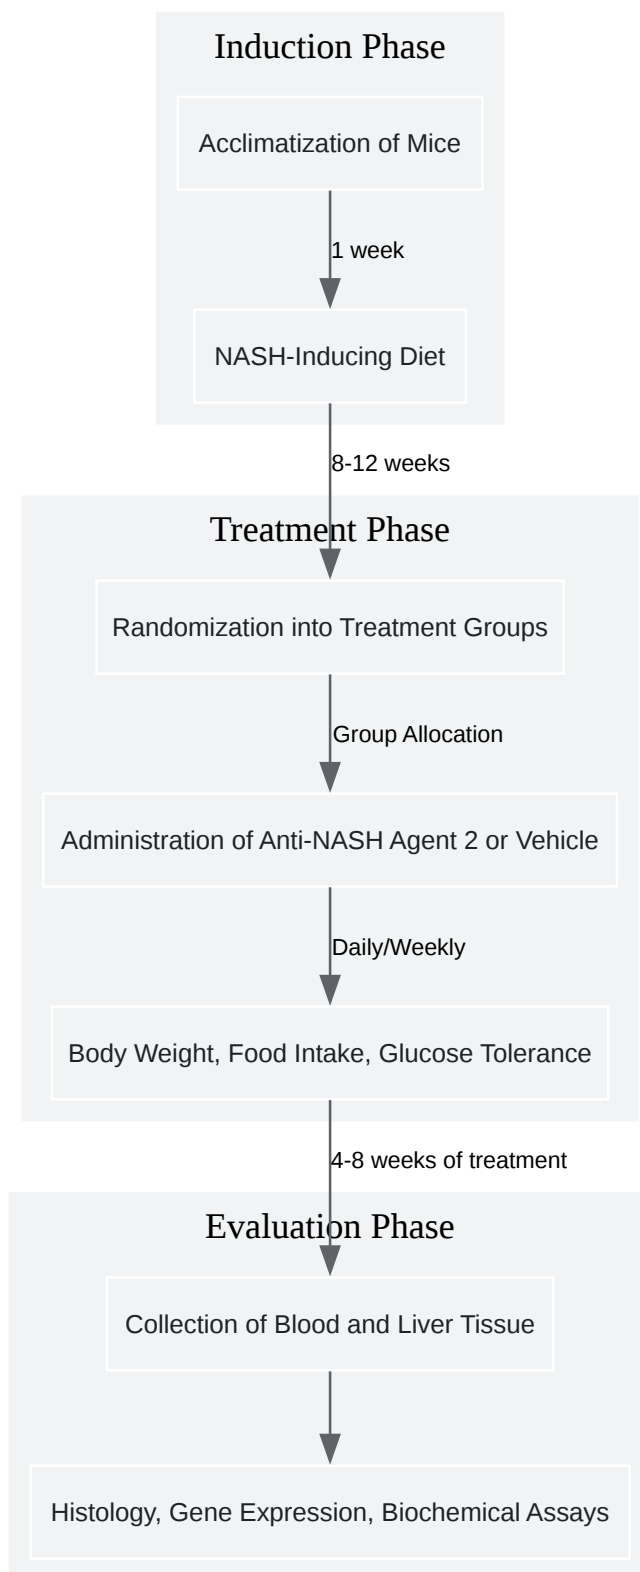 Induction Phase
Acclimatization of Mice
1 week
NASH-Inducing Diet
8-12 weeks
Treatment Phase
Randomization into Treatment Groups
Group Allocation
Administration of Anti-NASH Agent 2 or Vehicle
Daily/Weekly
Body Weight, Food Intake, Glucose Tolerance
4-8 weeks of treatment
Evaluation Phase
Collection of Blood and Liver Tissue
Histology, Gene Expression, Biochemical Assays